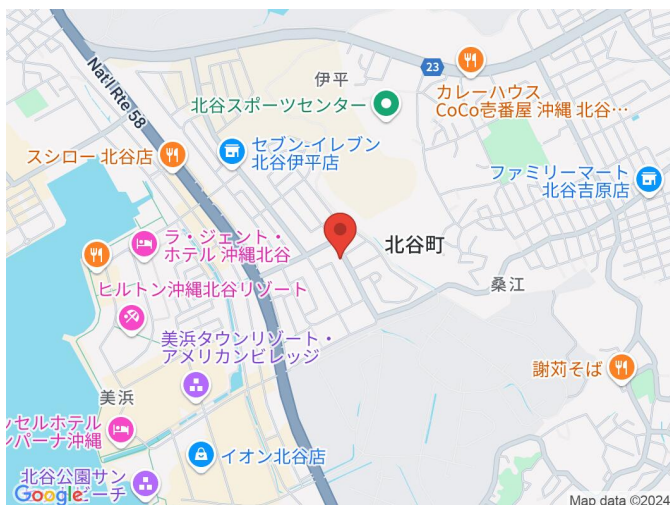 Nat'l Rte 58
伊平
23
カレーハウス
CoCo壱番屋 沖縄 北谷…
北谷スポーツセンター
セブン-イレブン
北谷伊平店
スシロー 北谷店
ファミリーマート
北谷吉原店
ラ・ジェント・
ホテル 沖縄北谷
北谷町
桑江
ヒルトン沖縄北谷リゾート
美浜タウンリゾート・
アメリカンビレッジ
謝苅そば
美浜
ッセルホテル
ンパーナ沖縄
イオン北谷店
北谷公園サン
ビーチ
Google
Map data ©2024